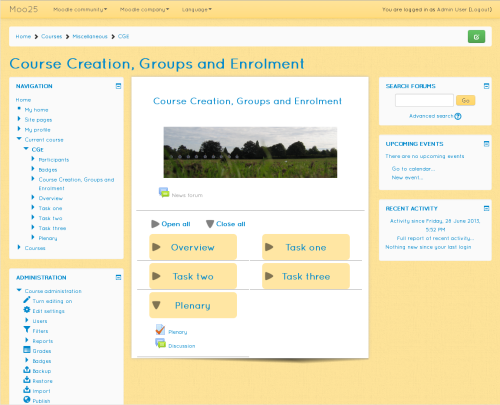 Moo25 Moodle community Moodle company Language You are logged in as Admin User (Logout)
Home Courses Miscellaneous CGE
Course Creation, Groups and Enrolment
NAVIGATION
Home
My home
Site pages
My profile
Current course
CGE
Participants
Badges
Course Creation, Groups and
Enrolment
Overview
Task one
Task two
Task three
Plenary
Courses
ADMINISTRATION
Course administration
Turn editing on
Edit settings
Users
Filters
Reports
Grades
Badges
Backup
Restore
Import
Publish
Course Creation, Groups and Enrolment
News forum
Open all Close all
Overview Task one
Task two Task three
Plenary
Plenary
Discussion
SEARCH FORUMS
Go
Advanced search
UPCOMING EVENTS
There are no upcoming events
Go to calendar...
New event...
RECENT ACTIVITY
Activity since Friday, 28 June 2013,
5:52 PM
Full report of recent activity...
Nothing new since your last login